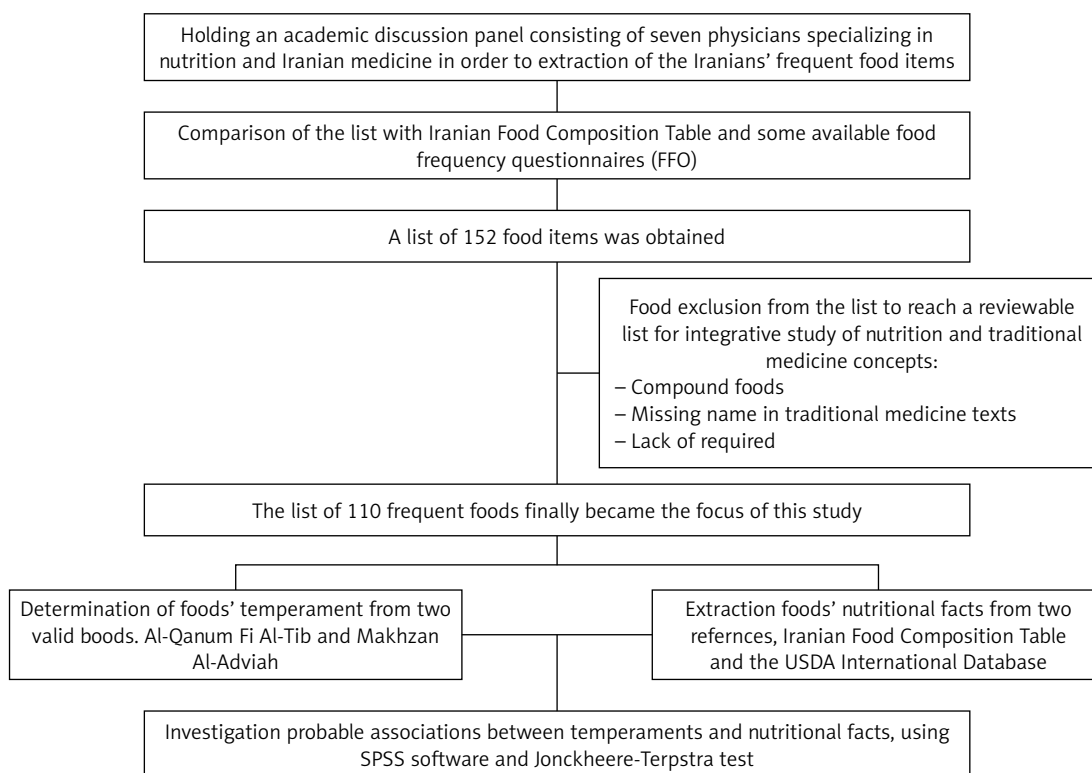 Holding an academic discussion panel consisting of seven physicians specializing in
nutrition and Iranian medicine in order to extraction of the Iranians’ frequent food items
Comparison of the list with Iranian Food Composition Table and some available food
frequency questionnaires (FFO)
A list of 152 food items was obtained
Food exclusion from the list to reach a reviewable
list for integrative study of nutrition and traditional
medicine concepts:
– Compound foods
– Missing name in traditional medicine texts
– Lack of required
The list of 110 frequent foods finally became the focus of this study
Determination of foods’ temperament from two
valid boods. Al-Qanum Fi Al-Tib and Makhzan
Al-Adviah
Extraction foods’ nutritional facts from two
refernces, Iranian Food Composition Table
and the USDA International Database
Investigation probable associations between temperaments and nutritional facts, using
SPSS software and Jonckheere-Terpstra test